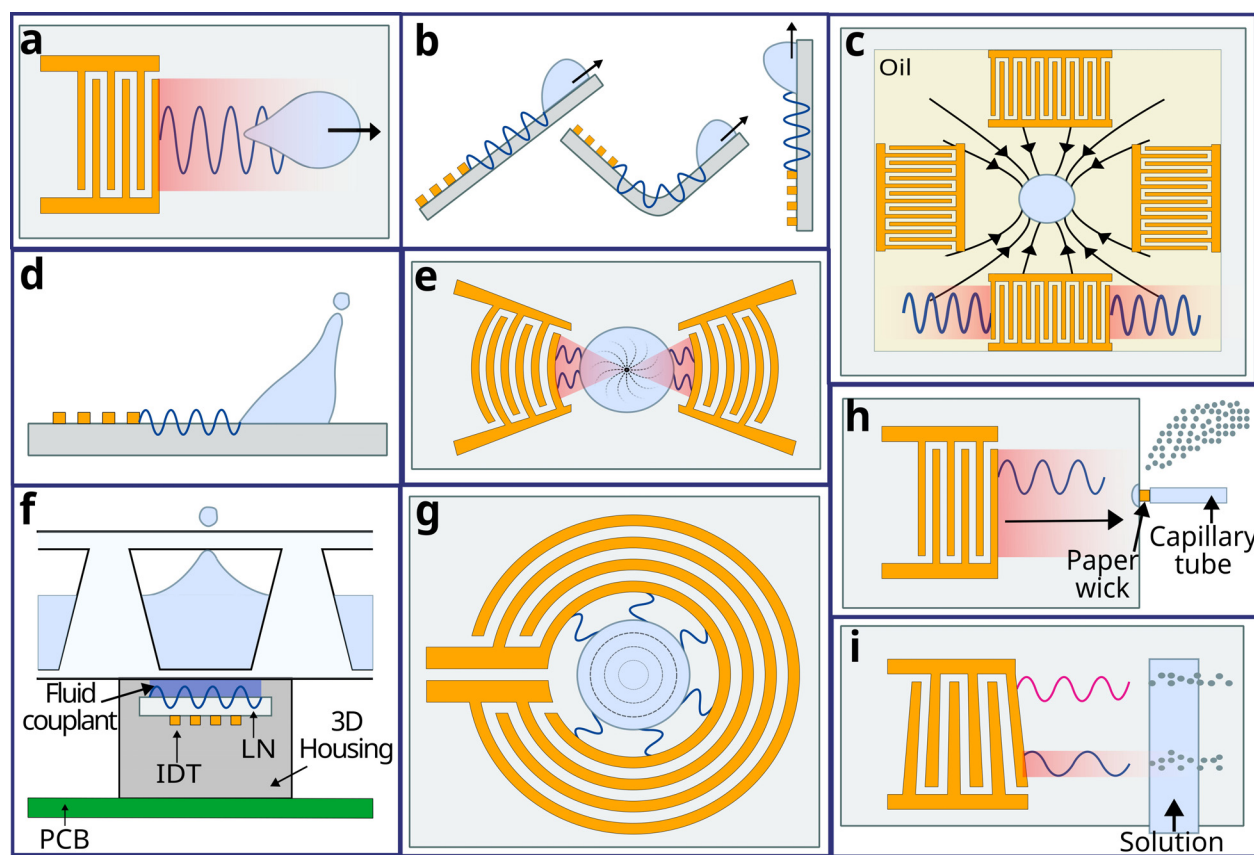 a
b
c
Oil
d
e
h
Paper
wick
Capillary
tube
f
Fluid
couplant
IDT
LN
3D
Housing
PCB
g
i
Solution